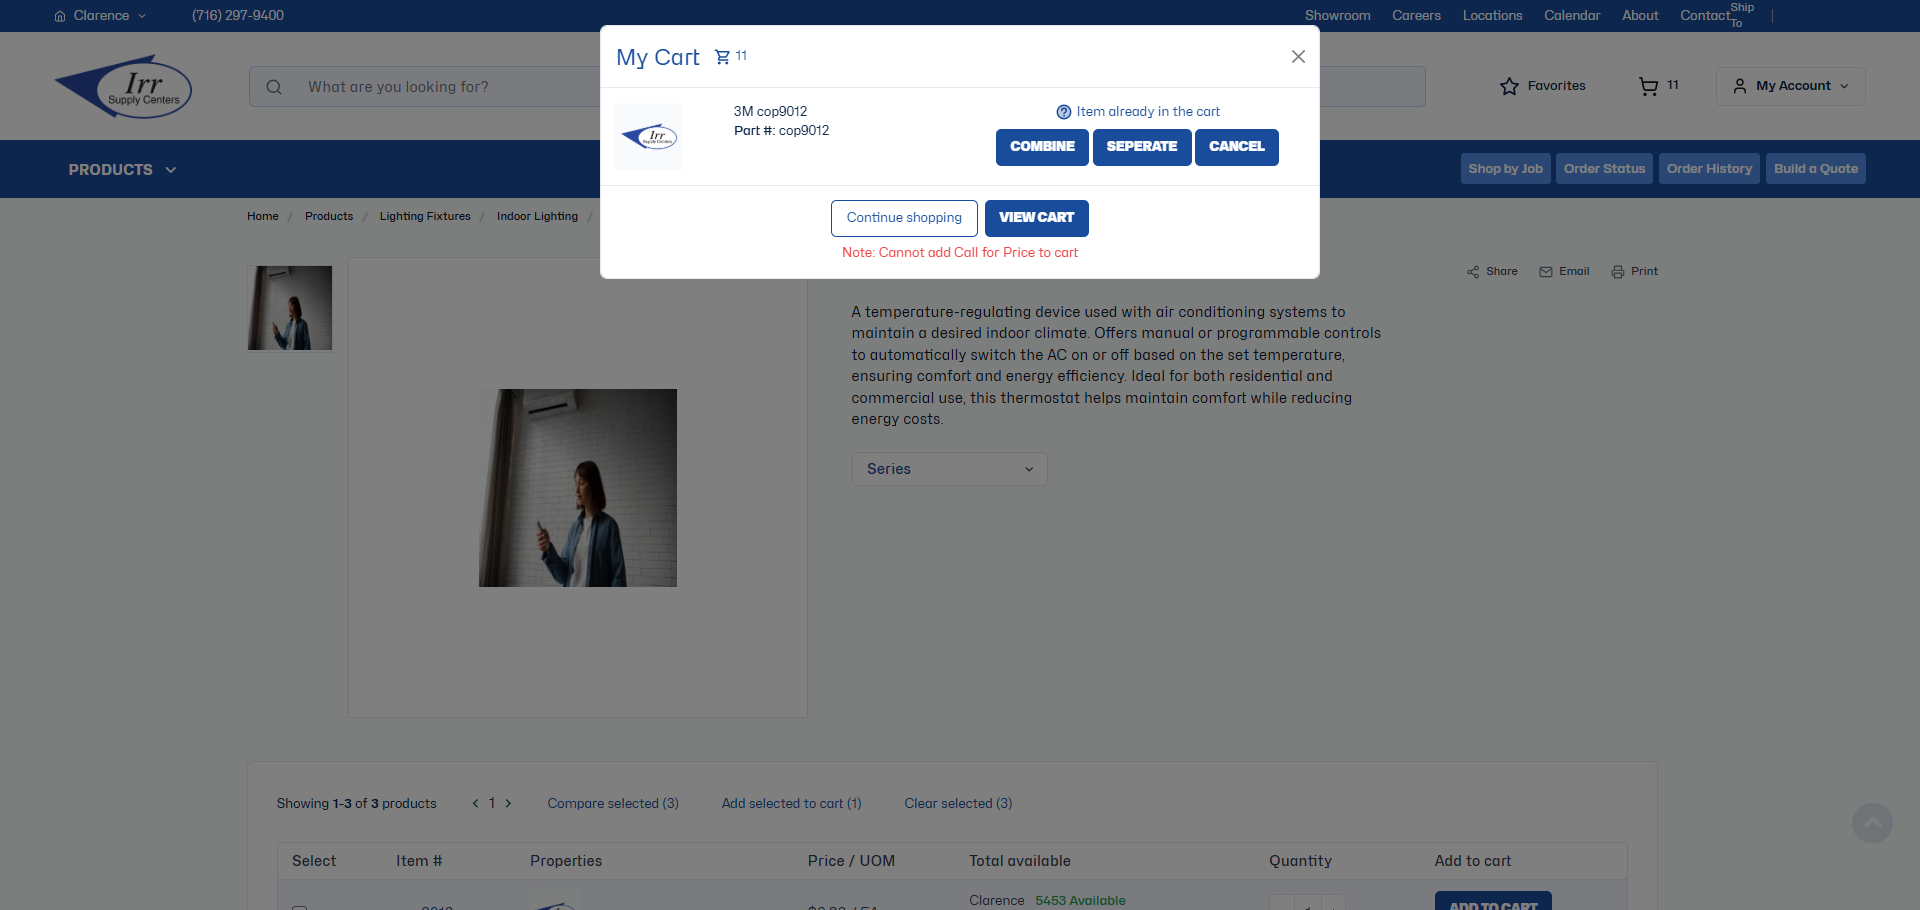 Clarence
(716) 297-9400
Showroom
Careers
Locations
Calendar
About
Contact
Ship To
Irr
Supply Centers
What are you looking for?
Favorites
11
My Account
My Cart 11
3M cop9012
Part #: cop9012
Irr
Supply Centers
Item already in the cart
COMBINE
SEPERATE
CANCEL
Continue shopping
VIEW CART
Note: Cannot add Call for Price to cart
PRODUCTS
Shop by Job
Order Status
Order History
Build a Quote
Home / Products / Lighting Fixtures / Indoor Lighting /
Share
Email
Print
A temperature-regulating device used with air conditioning systems to
maintain a desired indoor climate. Offers manual or programmable controls
to automatically switch the AC on or off based on the set temperature,
ensuring comfort and energy efficiency. Ideal for both residential and
commercial use, this thermostat helps maintain comfort while reducing
energy costs.
Series
Showing 1-3 of 3 products
1
Compare selected (3)
Add selected to cart (1)
Clear selected (3)
Select
Item #
Properties
Price / UOM
Total available
Quantity
Add to cart
Clarence 5453 Available
ADD TO CART